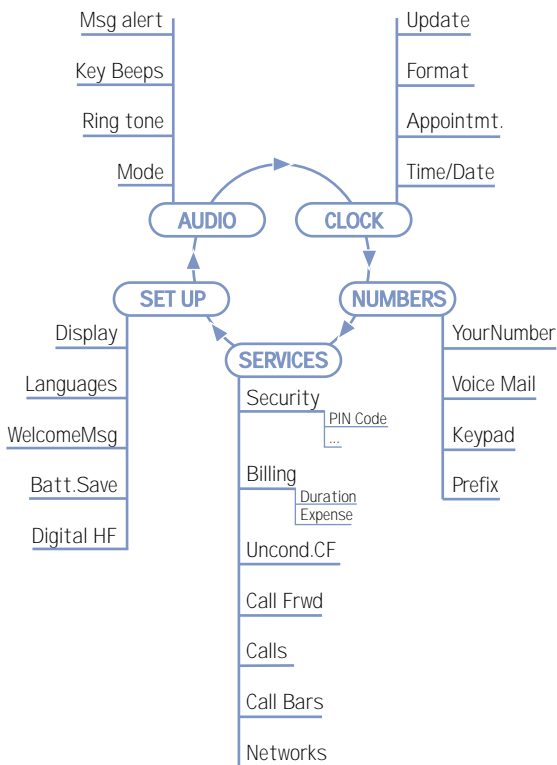 Msg alert
Key Beeps
Ring tone
Mode
AUDIO
Update
Format
Appointmt.
Time/Date
CLOCK
SET UP
Display
Languages
WelcomeMsg
Batt.Save
Digital HF
NUMBERS
YourNumber
Voice Mail
Keypad
Prefix
SERVICES
Security
PIN Code
...
Billing
Duration
Expense
Uncond.CF
Call Frwd
Calls
Call Bars
Networks